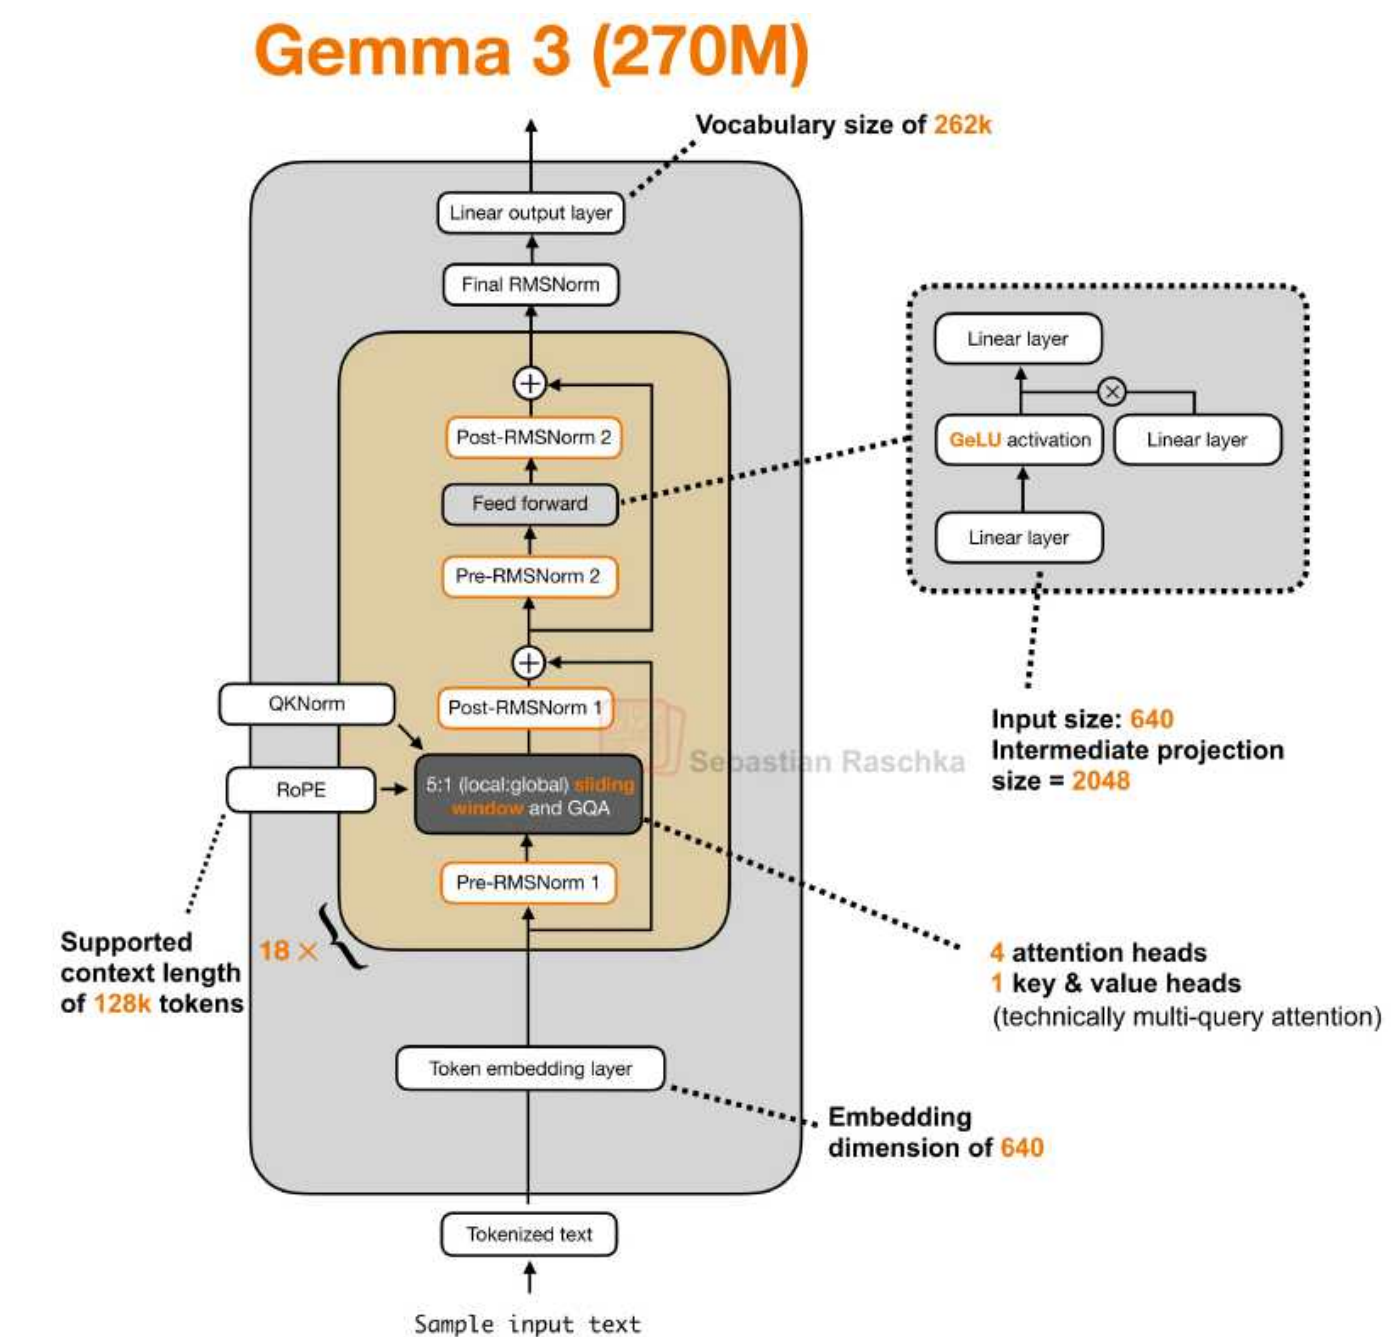 Gemma 3 (270M)
Vocabulary size of 262k
Linear output layer
Final RMSNorm
Post-RMSNorm 2
Feed forward
Pre-RMSNorm 2
Linear layer
GeLU activation
Linear layer
Linear layer
Input size: 640
Intermediate projection
size = 2048
QKNorm
Post-RMSNorm 1
Sebastian Raschka
RoPE
5:1 (local:global) sliding
window and GQA
Pre-RMSNorm 1
Supported
context length
of 128k tokens
18 ×
4 attention heads
1 key & value heads
(technically multi-query attention)
Token embedding layer
Embedding
dimension of 640
Tokenized text
Sample input text